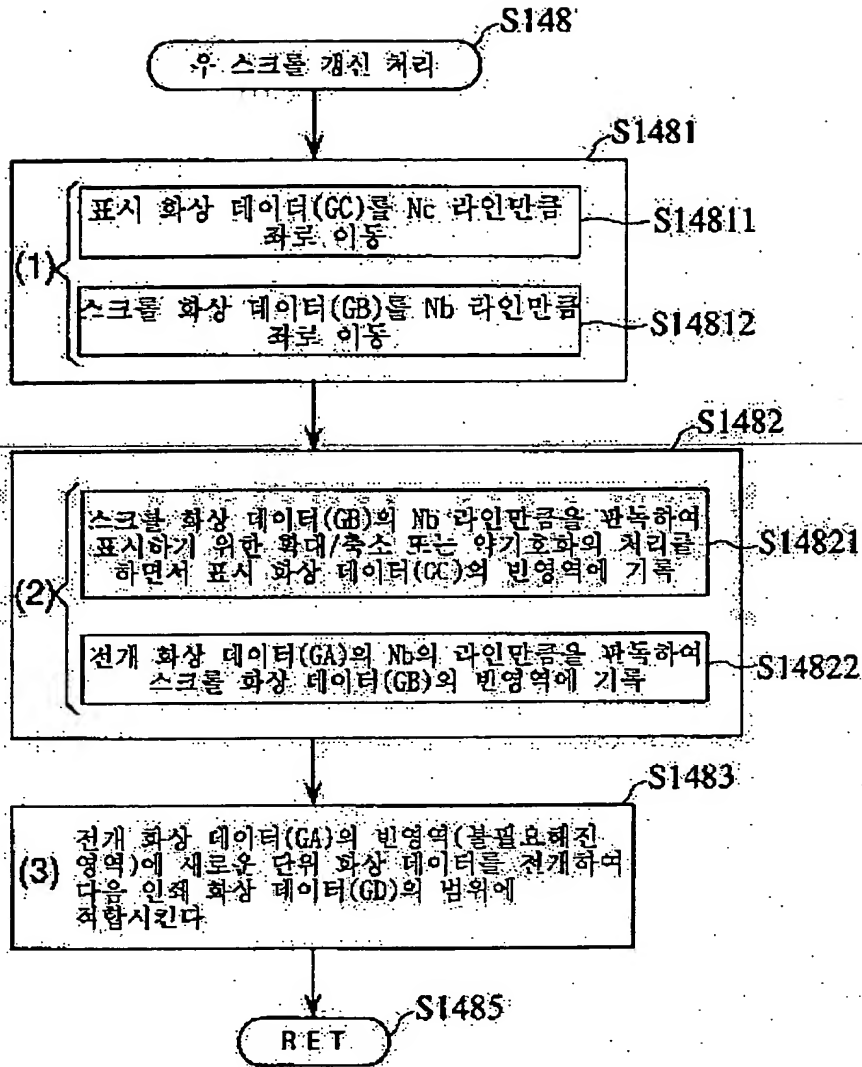 S148
우 스크롤 갱신 처리
S1481
(1)
표시 화상 데이터(GC)를 Nc 라인만큼
좌로 이동
S14811
스크롤 화상 데이터(GB)를 Nb 라인만큼
좌로 이동
S14812
S1482
(2)
스크롤 화상 데이터(GB)의 Nb 라인만큼을 판독하여
표시하기 위한 확대/축소 또는 약기호화의 처리를
하면서 표시 화상 데이터(GC)의 빈영역에 기록
S14821
전개 화상 데이터(GA)의 Nb의 라인만큼을 판독하여
스크롤 화상 데이터(GB)의 빈영역에 기록
S14822
S1483
(3)
전개 화상 데이터(GA)의 빈영역(불필요해진
영역)에 새로운 단위 화상 데이터를 전개하여
다음 인쇄 화상 데이터(GD)의 범위에
적합시킨다
S1485
RET